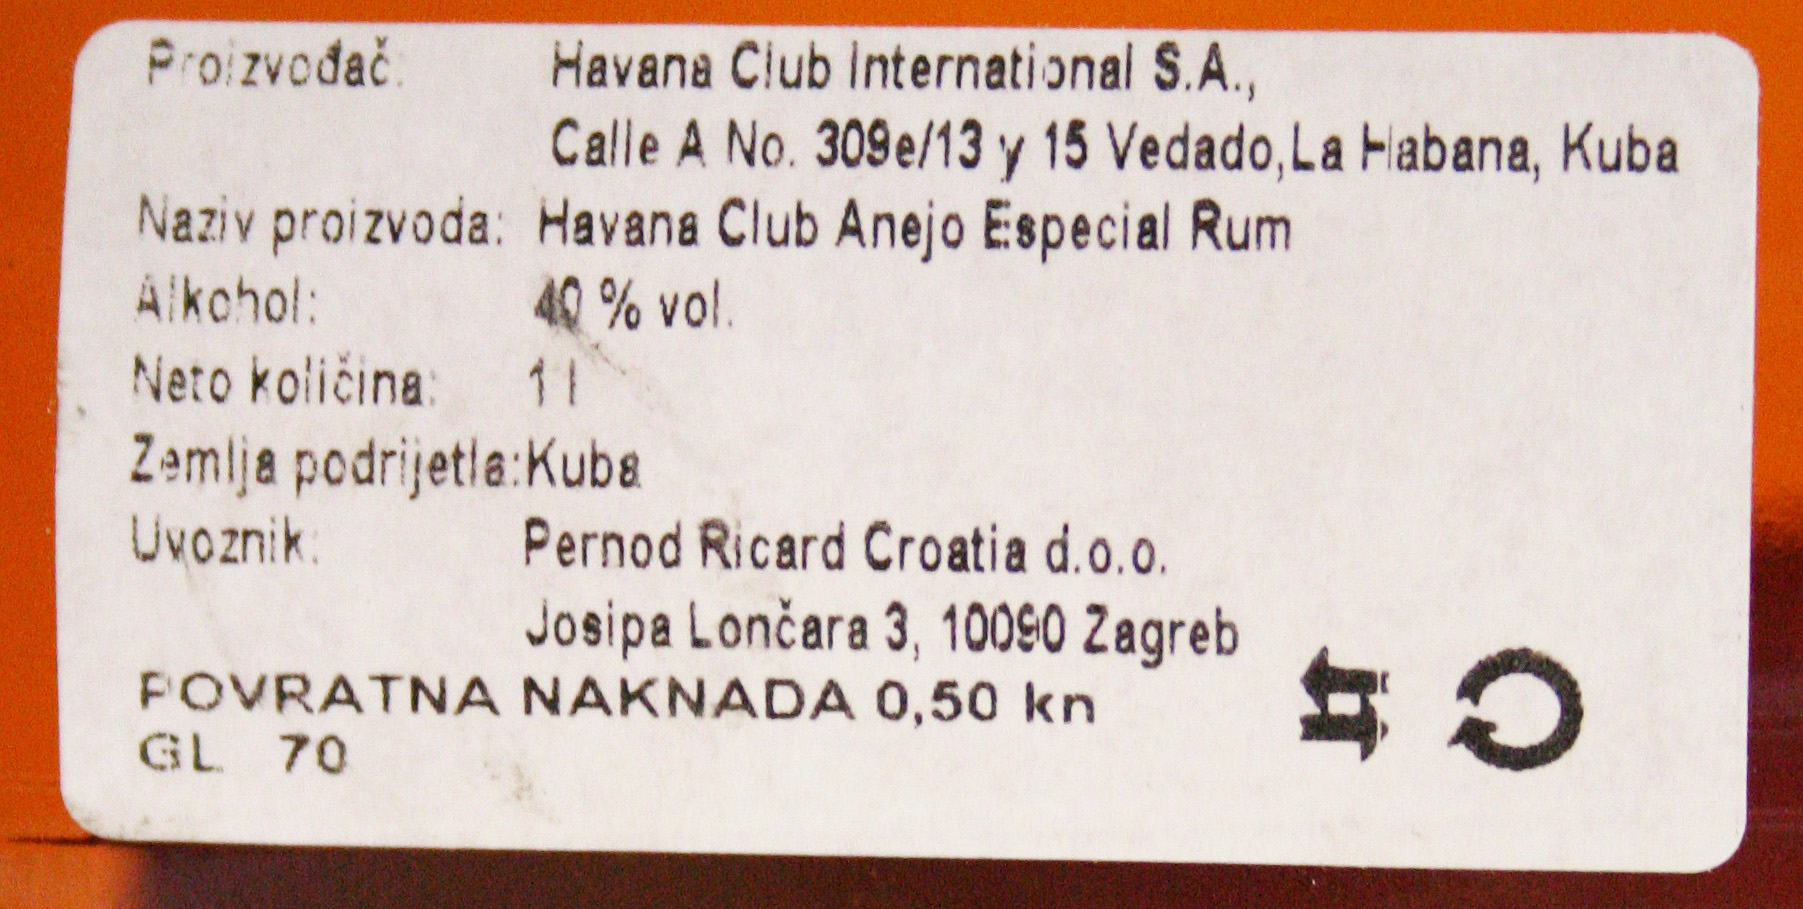 Proizvođač: Havana Club International S.A.,
Calle A No. 309e/13 y 15 Vedado,La Habana, Kuba
Naziv proizvoda: Havana Club Anejo Especial Rum
Alkohol: 40 % vol.
Neto količina: 1 l
Zemlja podrijetla:Kuba
Uvoznik: Pernod Ricard Croatia d.o.o.
Josipa Lončara 3, 10090 Zagreb
POVRATNA NAKNADA 0,50 kn
GL 70